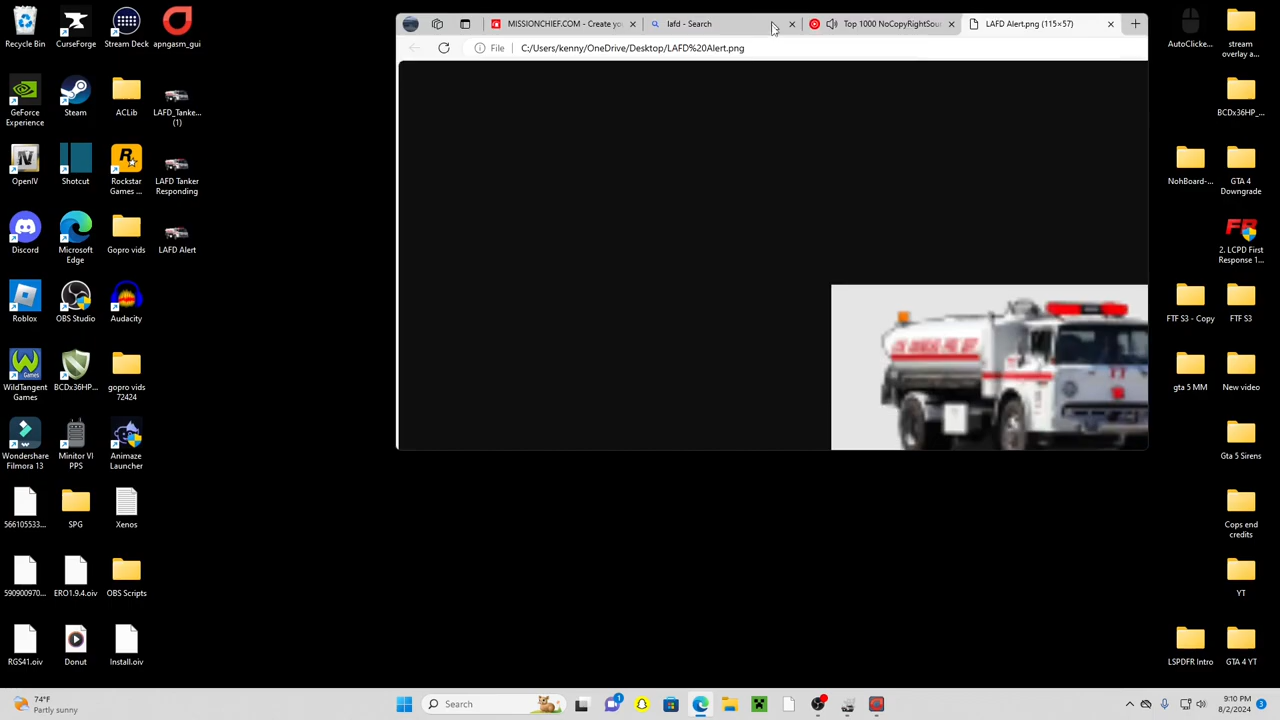 MISSIONCHIEF.COM - Create yo
lafd - Search
Top 1000 NoCopyRightSou
LAFD Alert.png (115×57)
File
C:/Users/kenny/OneDrive/Desktop/LAFD%20Alert.png
Recycle Bin
CurseForge
Stream Deck
apngasm_gui
GeForce
Experience
Steam
ACLib
LAFD_Tanke...
(1)
OpenIV
Shotcut
Rockstar
Games ...
LAFD Tanker
Responding
Discord
Microsoft
Edge
Gopro vids
LAFD Alert
Roblox
OBS Studio
Audacity
WildTangent
Games
BCDx36HP...
gopro vids
72424
Wondershare
Filmora 13
Minitor VI
PPS
Animaze
Launcher
566105533...
SPG
Xenos
590900970...
ERO1.9.4.oiv
OBS Scripts
RGS41.oiv
Donut
Install.oiv
AutoClicke...
stream
overlay a...
BCDx36HP_...
NohBoard-...
GTA 4
Downgrade
2. LCPD First
Response 1...
FTF S3 - Copy
FTF S3
gta 5 MM
New video
Gta 5 Sirens
Cops end
credits
YT
LSPDFR Intro
GTA 4 YT
74°F
Partly sunny
Search
1
9:10 PM
8/2/2024
3